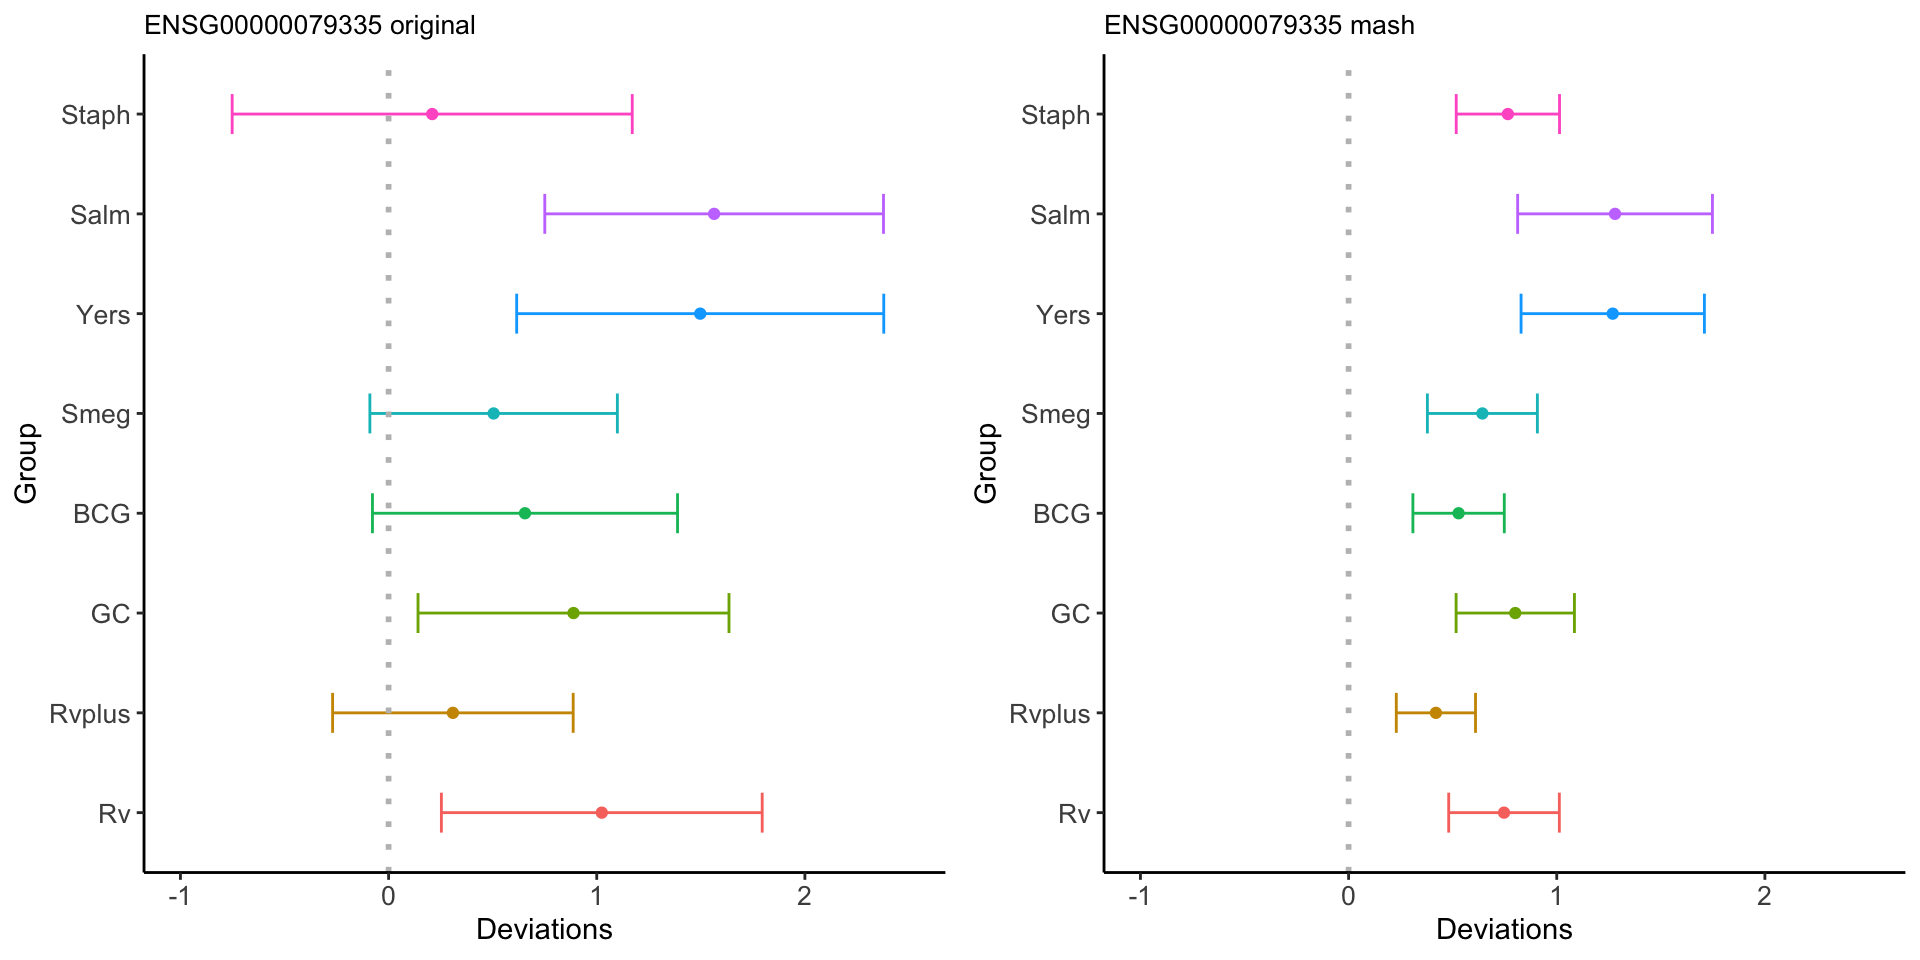 ENSG00000079335 original
Staph
Salm
Yers
Smeg
BCG
GC
Rvplus
Rv
Group
-1 0 1 2
Deviations
ENSG00000079335 mash
Staph
Salm
Yers
Smeg
BCG
GC
Rvplus
Rv
Group
-1 0 1 2
Deviations